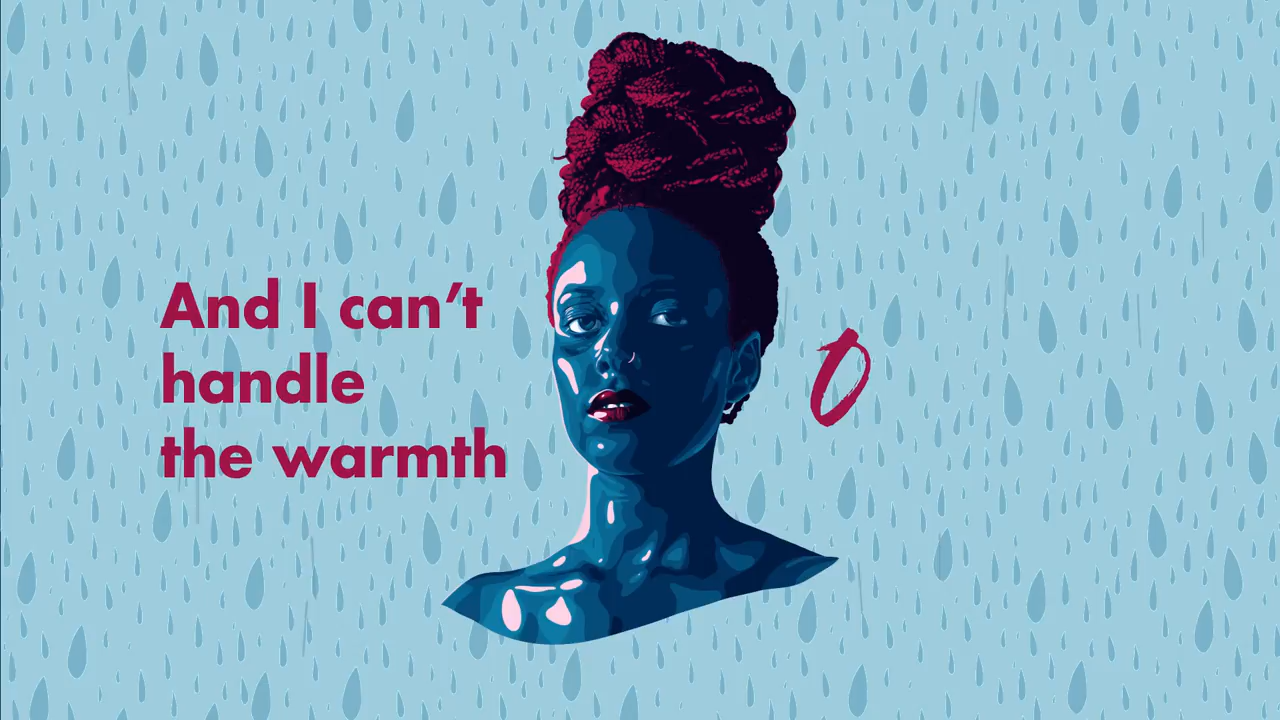 And I can’t
handle
the warmth
O